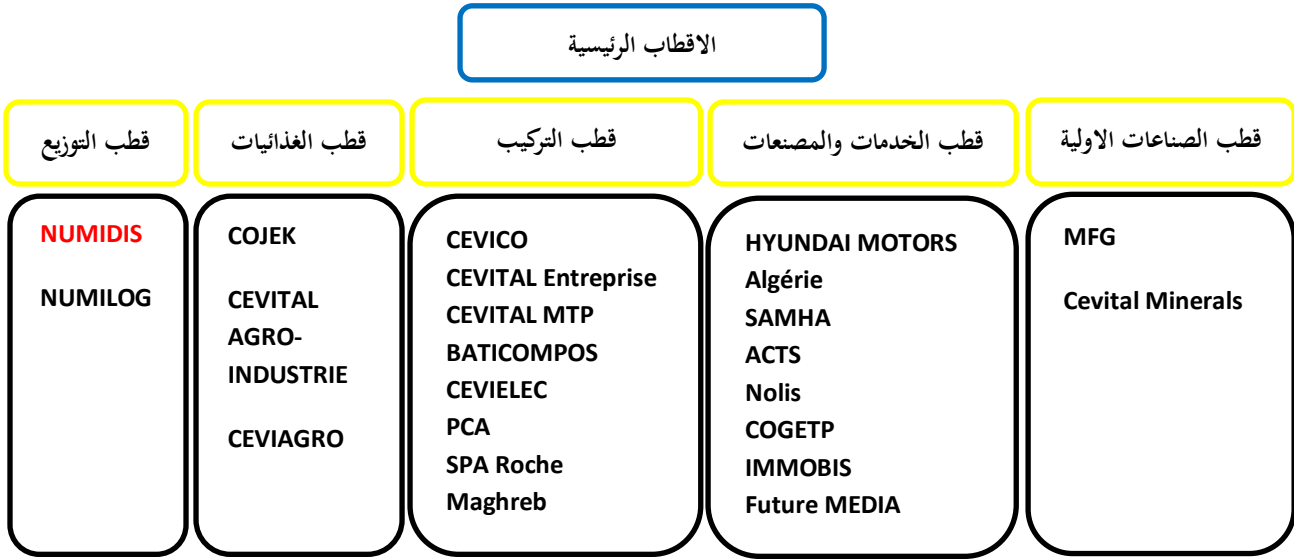 الاقطاب الرئيسية
قطب الصناعات الاولية
قطب الخدمات والمصنعات
قطب التركيب
قطب الغذائيات
قطب التوزيع
MFG
Cevital Minerals
HYUNDAI MOTORS
Algérie
SAMHA
ACTS
Nolis
COGETP
IMMOBIS
Future MEDIA
CEVICO
CEVITAL Entreprise
CEVITAL MTP
BATICOMPOS
CEVIELEC
PCA
SPA Roche
Maghreb
COJEK
CEVITAL
AGRO-
INDUSTRIE
CEVIAGRO
NUMIDIS
NUMILOG